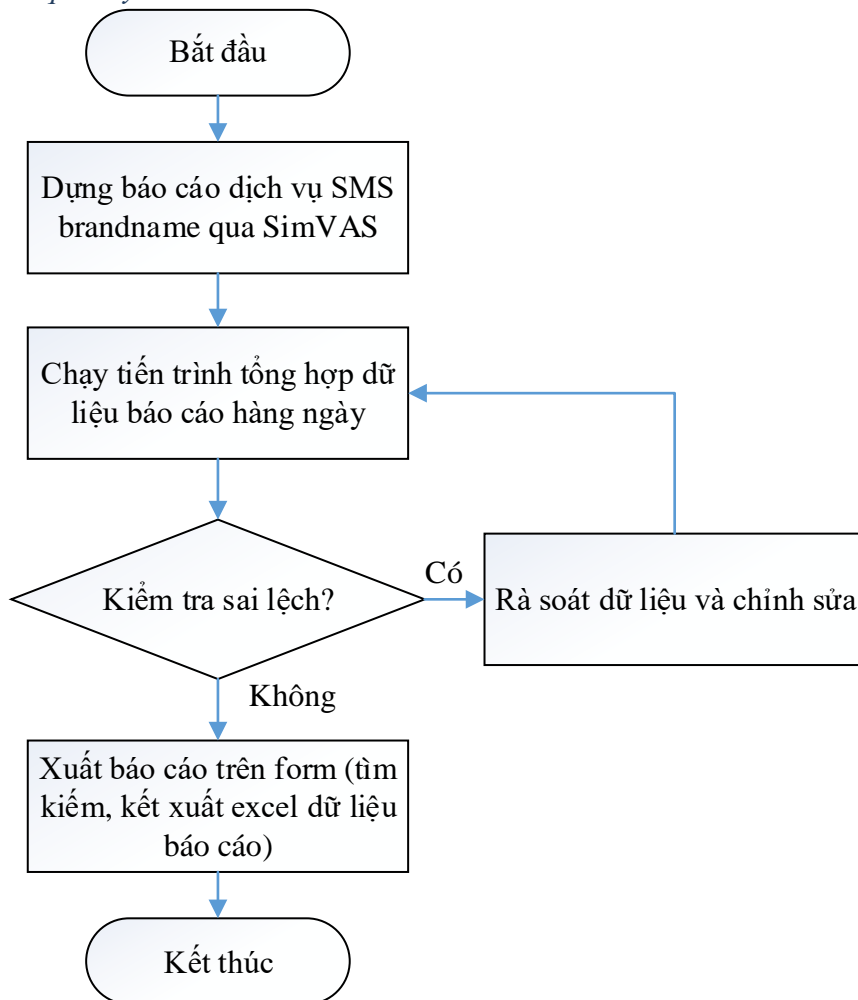 Bắt đầu
Dựng báo cáo dịch vụ SMS
brandname qua SimVAS
Chạy tiến trình tổng hợp dữ
liệu báo cáo hàng ngày
Kiểm tra sai lệch?
Có
Rà soát dữ liệu và chỉnh sửa
Không
Xuất báo cáo trên form (tìm
kiếm, kết xuất excel dữ liệu
báo cáo)
Kết thúc